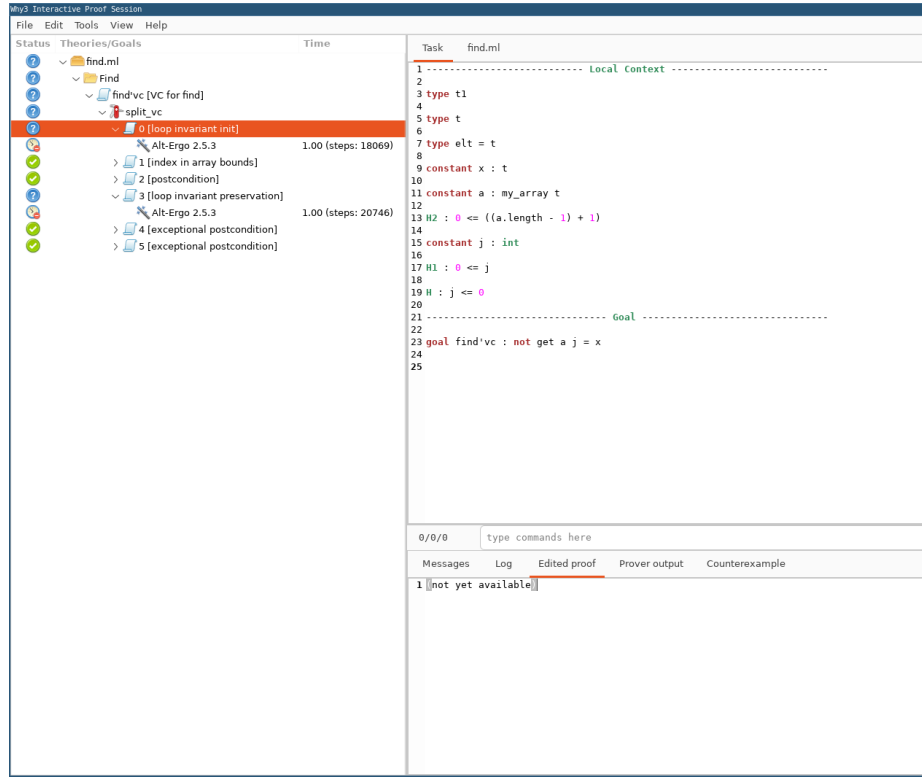 Why3 Interactive Proof Session
File Edit Tools View Help
Status Theories/Goals Time
find.ml
Find
find'vc [VC for find]
split_vc
0 [loop invariant init]
Alt-Ergo 2.5.3 1.00 (steps: 18069)
1 [index in array bounds]
2 [postcondition]
3 [loop invariant preservation]
Alt-Ergo 2.5.3 1.00 (steps: 20746)
4 [exceptional postcondition]
5 [exceptional postcondition]
Task find.ml
1 --------------------------- Local Context ---------------------------
2
3 type t1
4
5 type t
6
7 type elt = t
8
9 constant x : t
10
11 constant a : my_array t
12
13 H2 : 0 <= ((a.length - 1) + 1)
14
15 constant j : int
16
17 H1 : 0 <= j
18
19 H : j <= 0
20
21 ------------------------------- Goal --------------------------------
22
23 goal find'vc : not get a j = x
24
25
0/0/0 type commands here
Messages Log Edited proof Prover output Counterexample
1 (not yet available)